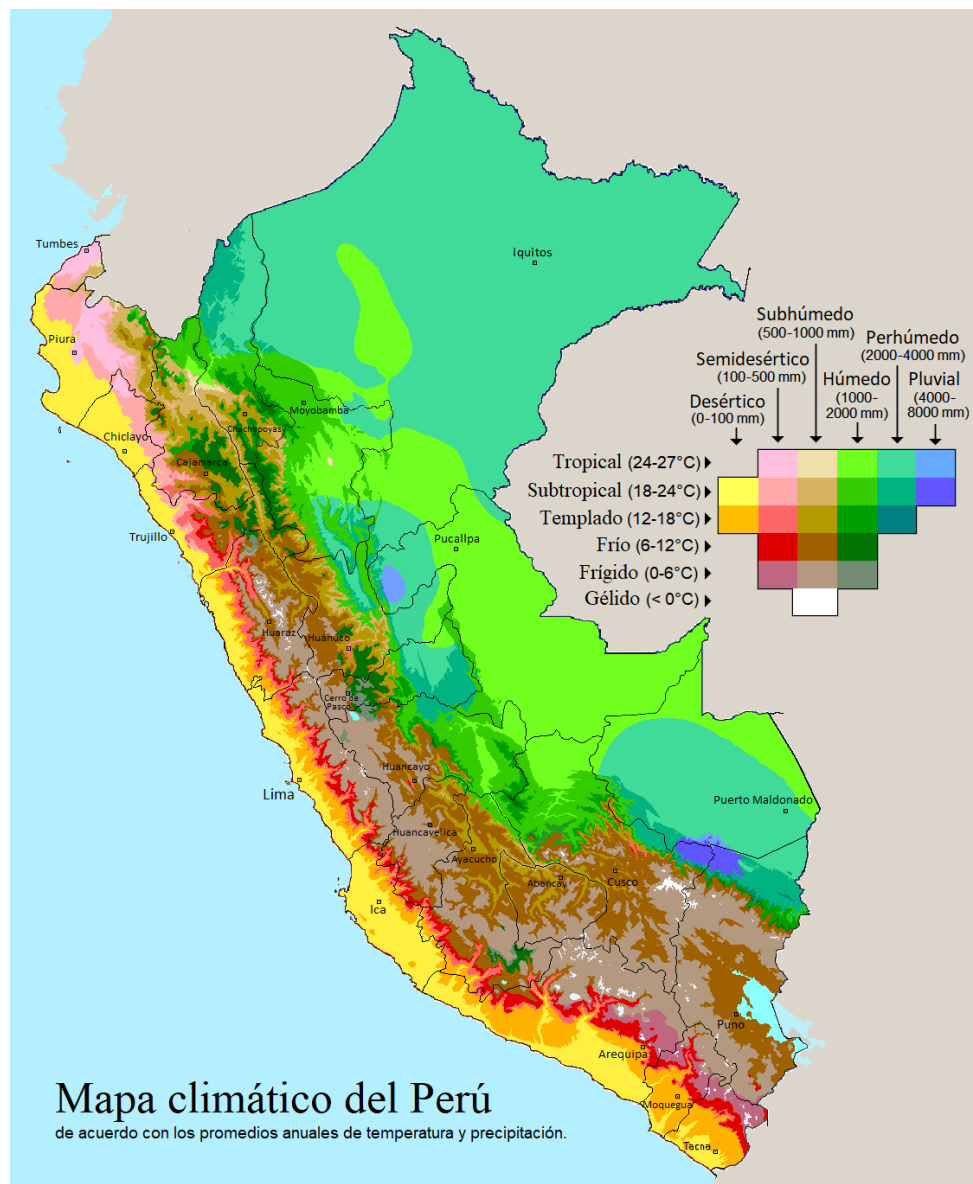 Tumbes
Iquitos
Piura
Moyobamba
Chachapoyas
Chiclayo
Cajamarca
Trujillo
Pucallpa
Huaraz
Huánuco
Cerro de
Pasco
Huancayo
Lima
Puerto Maldonado
Huancavelica
Ayacucho
Abancay
Cusco
Ica
Puno
Arequipa
Moquegua
Tacna
Subhúmedo
(500-1000 mm)
Perhúmedo
(2000-4000 mm)
Semidesértico
(100-500 mm)
Húmedo
(1000-
2000 mm)
Pluvial
(4000-
8000 mm)
Desértico
(0-100 mm)
Tropical (24-27°C)
Subtropical (18-24°C)
Templado (12-18°C)
Frío (6-12°C)
Frígido (0-6°C)
Gélido (< 0°C)
Mapa climático del Perú
de acuerdo con los promedios anuales de temperatura y precipitación.